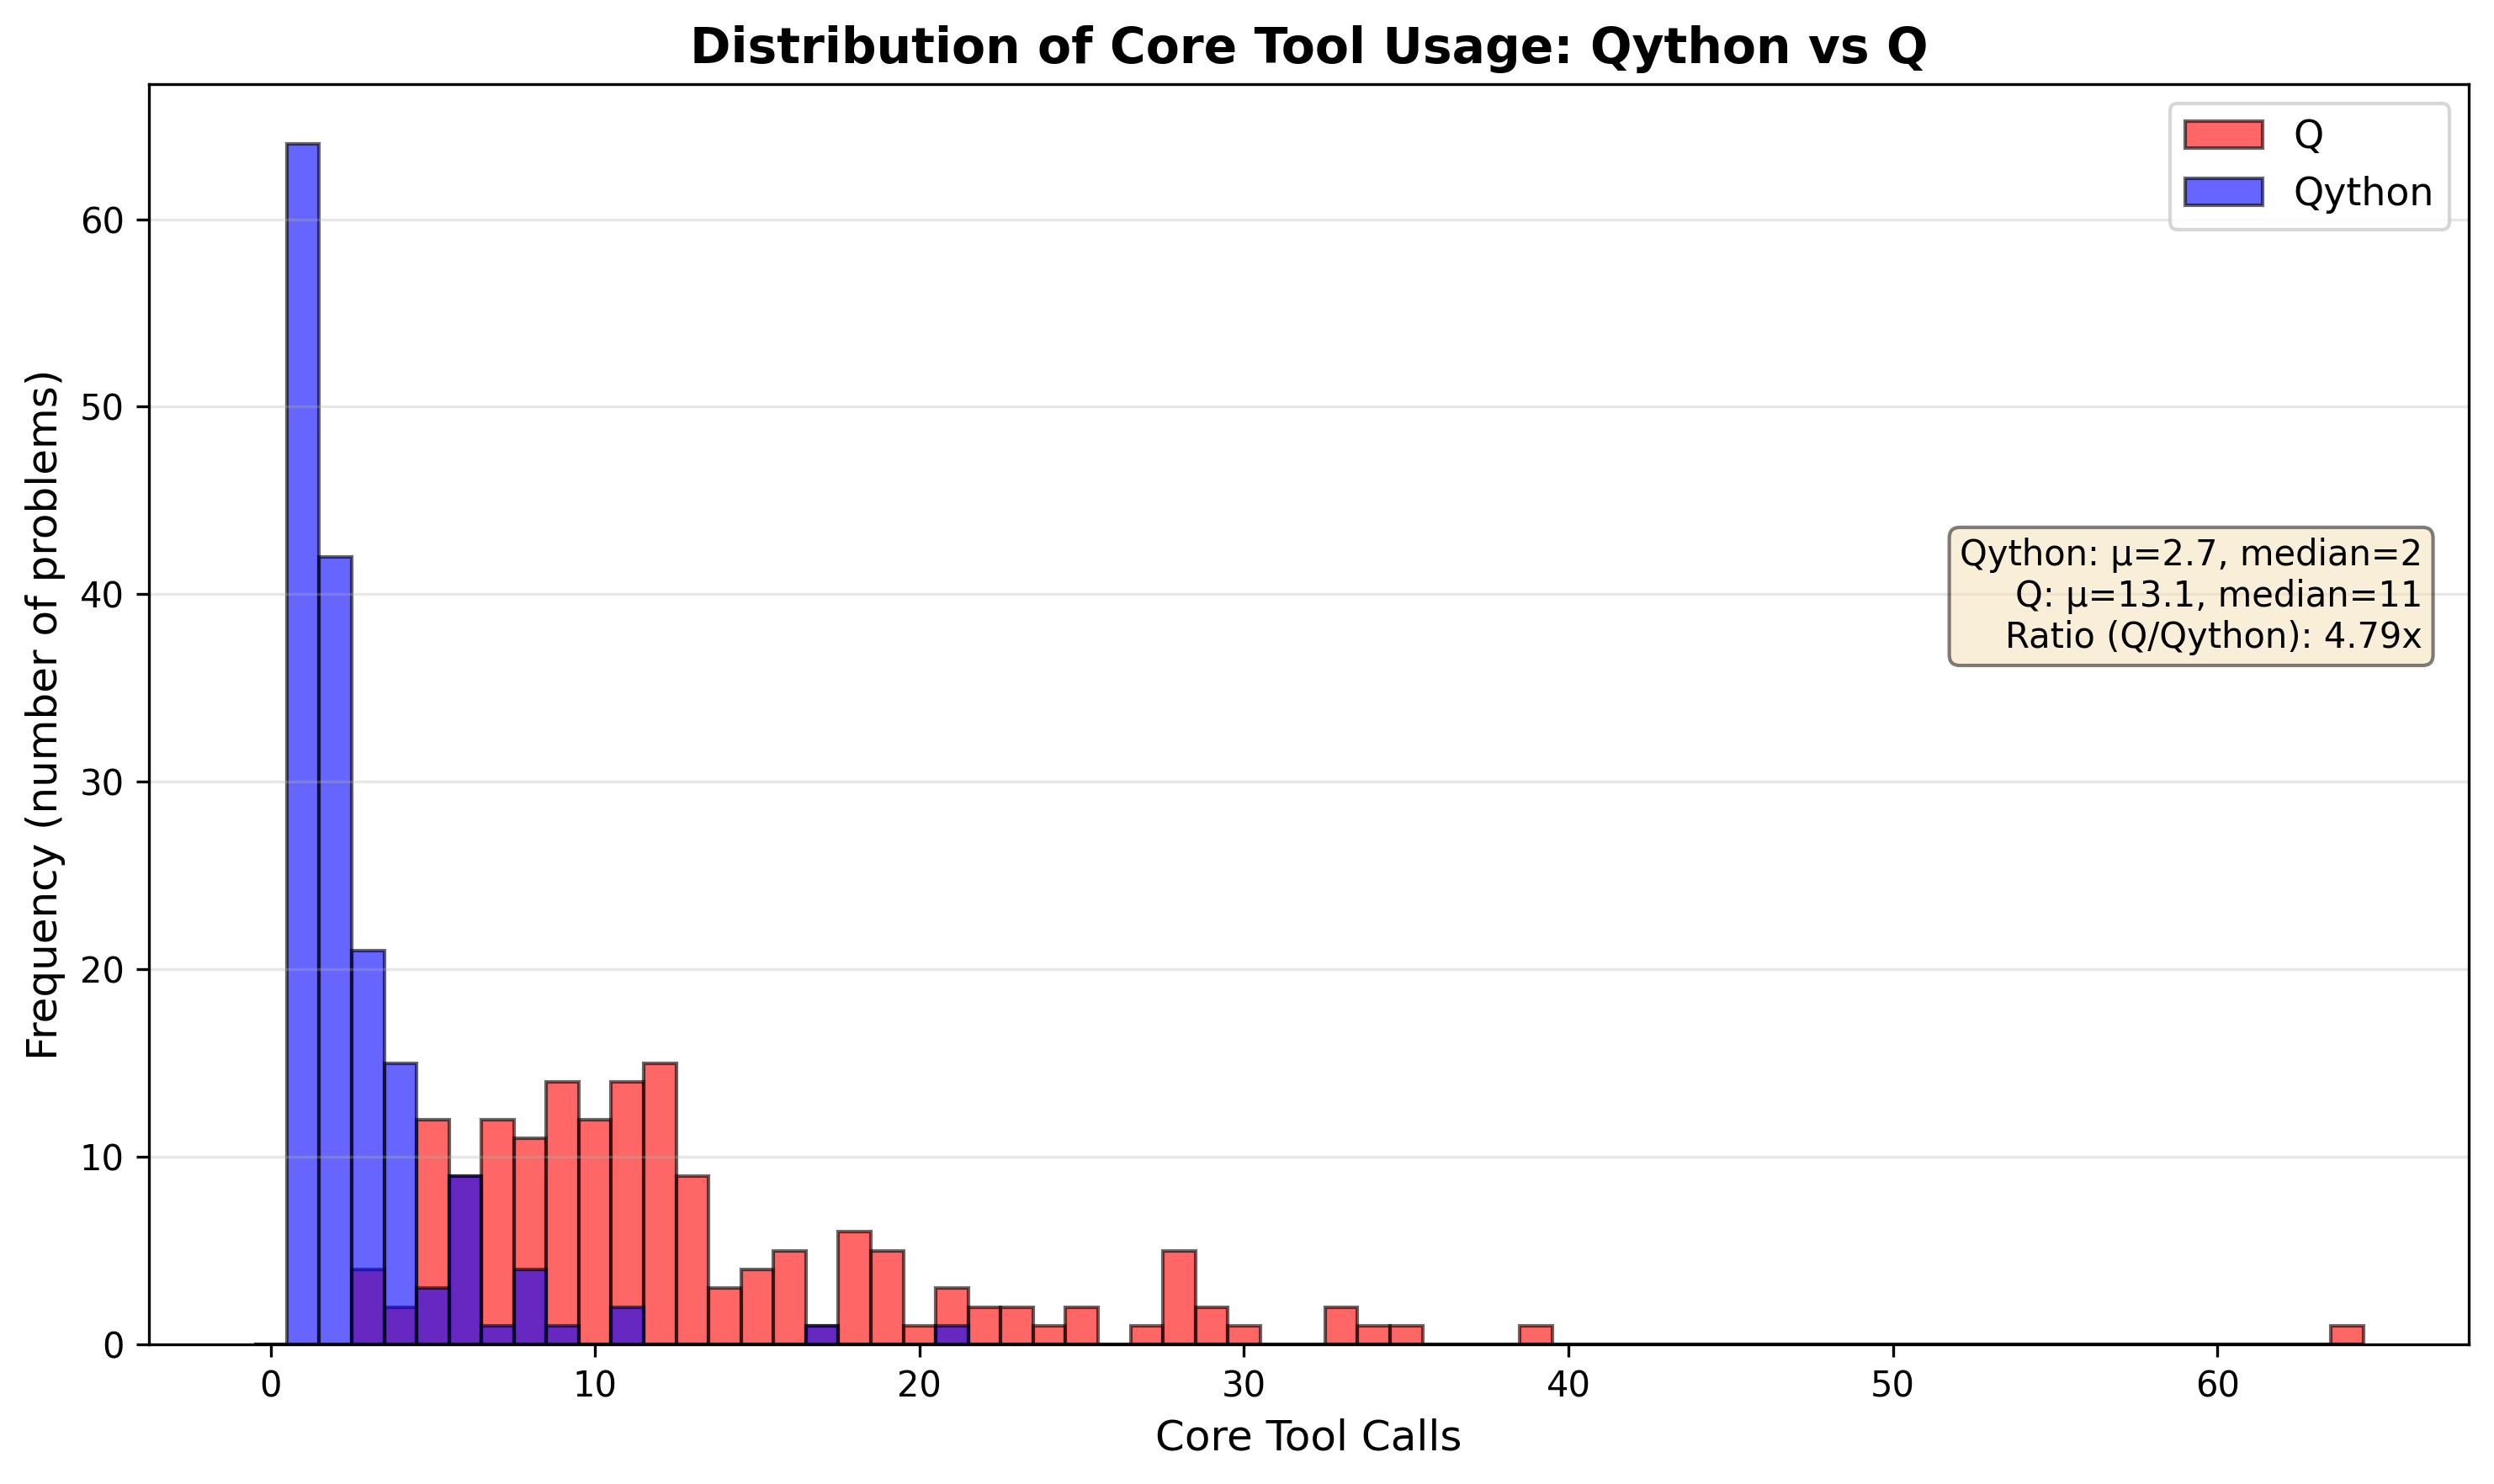 Distribution of Core Tool Usage: Qython vs Q
Q
Qython
Qython: μ=2.7, median=2
Q: μ=13.1, median=11
Ratio (Q/Qython): 4.79x
Frequency (number of problems)
60
50
40
30
20
10
0
0 10 20 30 40 50 60
Core Tool Calls